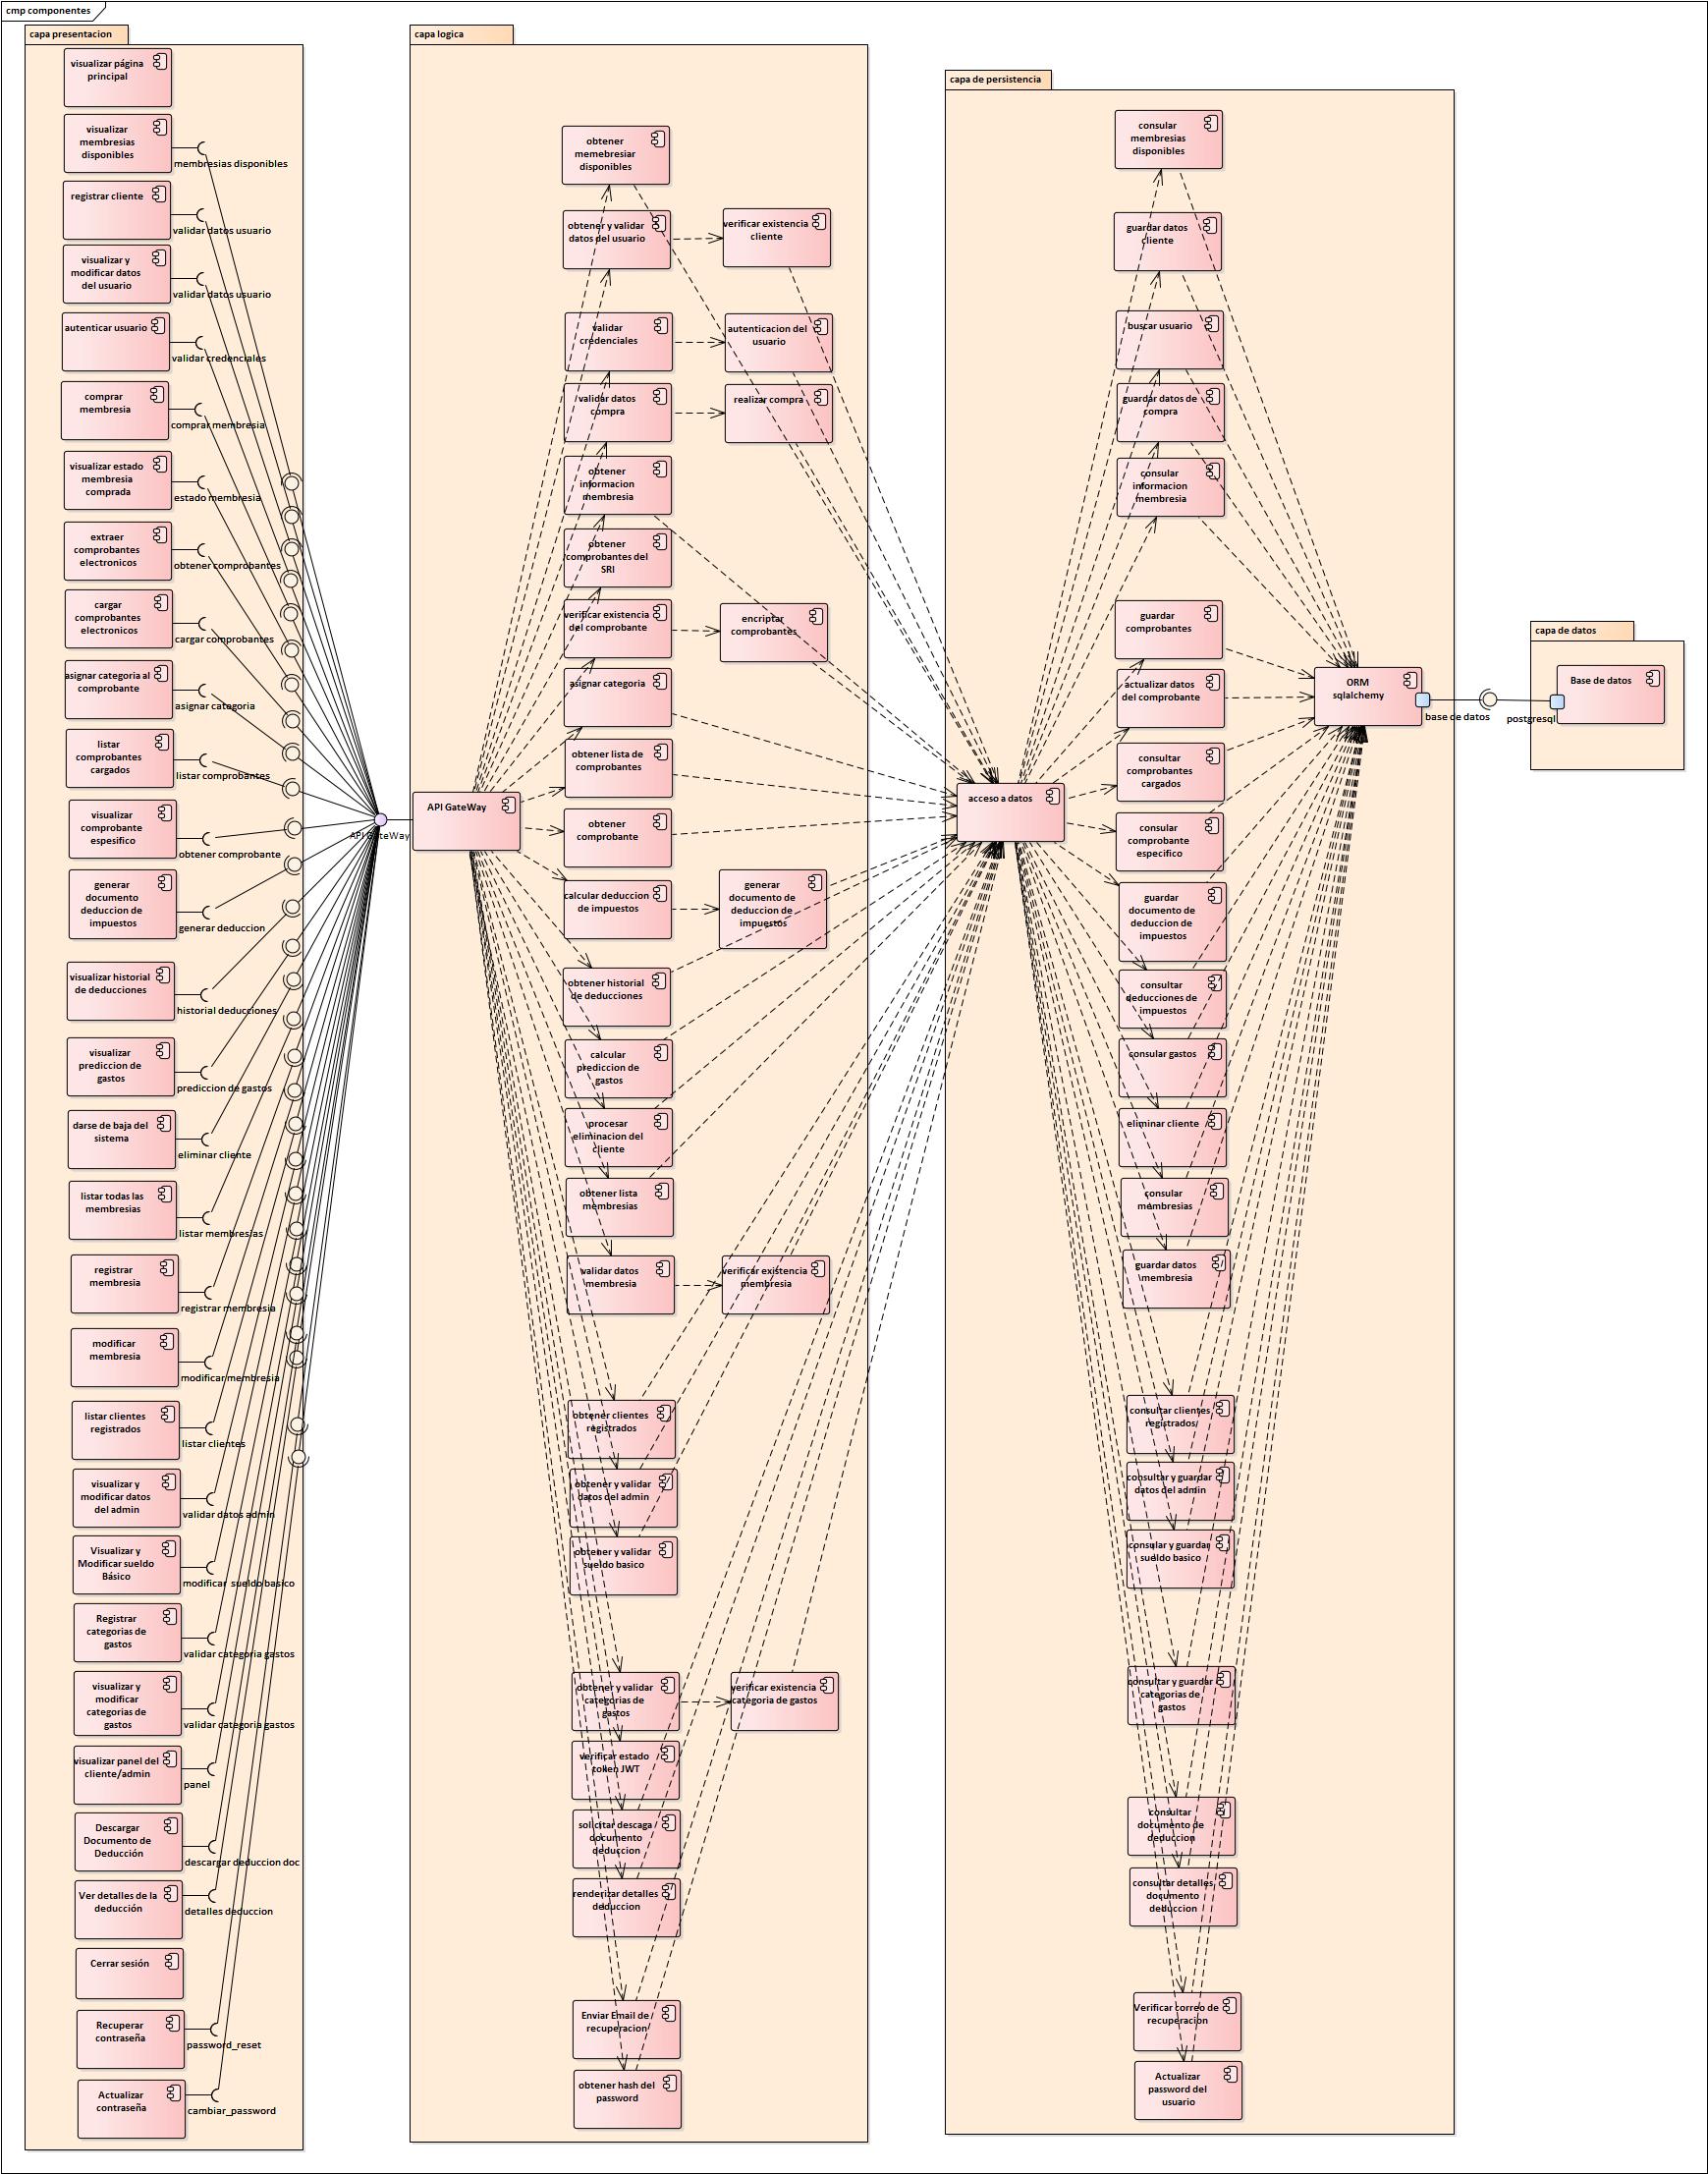 cmp componentes
capa presentacion
visualizar página
principal
visualizar
membresias
disponibles
membresias disponibles
registrar cliente
validar datos usuario
visualizar y
modificar datos
del usuario
validar datos usuario
autenticar usuario
validar credenciales
comprar
membresia
comprar membresia
visualizar estado
membresia
comprada
estado membresia
extraer
comprobantes
electronicos
obtener comprobantes
cargar
comprobantes
electronicos
cargar comprobantes
asignar categoria al
comprobante
asignar categoria
listar
comprobantes
cargados
listar comprobantes
visualizar
comprobante
espesifico
obtener comprobante
generar
documento
deduccion de
impuestos
generar deduccion
visualizar historial
de deducciones
historial deducciones
visualizar
prediccion de
gastos
prediccion de gastos
darse de baja del
sistema
eliminar cliente
listar todas las
membresias
listar membresias
registrar
membresia
registrar membresia
modificar
membresia
modificar membresia
listar clientes
registrados
listar clientes
visualizar y
modificar datos
del admin
validar datos admin
Visualizar y
Modificar sueldo
Básico
modificar sueldo basico
Registrar
categorias de
gastos
validar categoria gastos
visualizar y
modificar
categorias de
gastos
validar categoria gastos
visualizar panel del
cliente/admin
panel
Descargar
Documento de
Deducción
descargar deduccion doc
Ver detalles de la
deducción
detalles deduccion
Cerrar sesión
Recuperar
contraseña
password_reset
Actualizar
contraseña
cambiar_password
API GateWay
capa logica
API GateWay
obtener
memebresiar
disponibles
obtener y validar
datos del usuario
verificar existencia
cliente
validar
credenciales
autenticacion del
usuario
validar datos
compra
realizar compra
obtener
informacion
membresia
obtener
comprobantes del
SRI
verificar existencia
del comprobante
encriptar
comprobantes
asignar categoria
obtener lista de
comprobantes
obtener
comprobante
calcular deduccion
de impuestos
generar
documento de
deduccion de
impuestos
obtener historial
de deducciones
calcular
prediccion de
gastos
procesar
eliminacion del
cliente
obtener lista
membresias
validar datos
membresia
verificar existencia
membresia
obtener clientes
registrados
obtener y validar
datos del admin
obtener y validar
sueldo basico
obtener y validar
categorias de
gastos
verificar existencia
categoria de gastos
verificar estado
token JWT
solicitar descaga
documento
deduccion
renderizar detalles
deduccion
Enviar Email de
recuperacion
obtener hash del
password
capa de persistencia
acceso a datos
consular
membresias
disponibles
guardar datos
cliente
buscar usuario
guardar datos de
compra
consular
informacion
membresia
guardar
comprobantes
actualizar datos
del comprobante
consultar
comprobantes
cargados
consular
comprobante
especifico
guardar
documento de
deduccion de
impuestos
consultar
deducciones de
impuestos
consular gastos
eliminar cliente
consular
membresias
guardar datos
membresia
consultar clientes
registrados
consultar y guardar
datos del admin
consular y guardar
sueldo basico
consultar y guardar
categorias de
gastos
consultar
documento de
deduccion
consultar detalles
documento
deduccion
Verificar correo de
recuperacion
Actualizar
password del
usuario
ORM
sqlalchemy
base de datos
capa de datos
Base de datos
postgresql